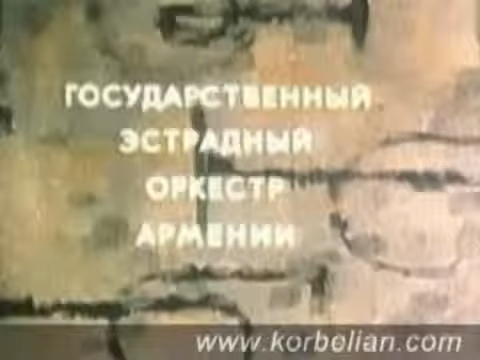 ГОСУДАРСТВЕННЫЙ
ЭСТРАДНЫЙ
ОРКЕСТР
АРМЕНИИ
www.korbelian.com